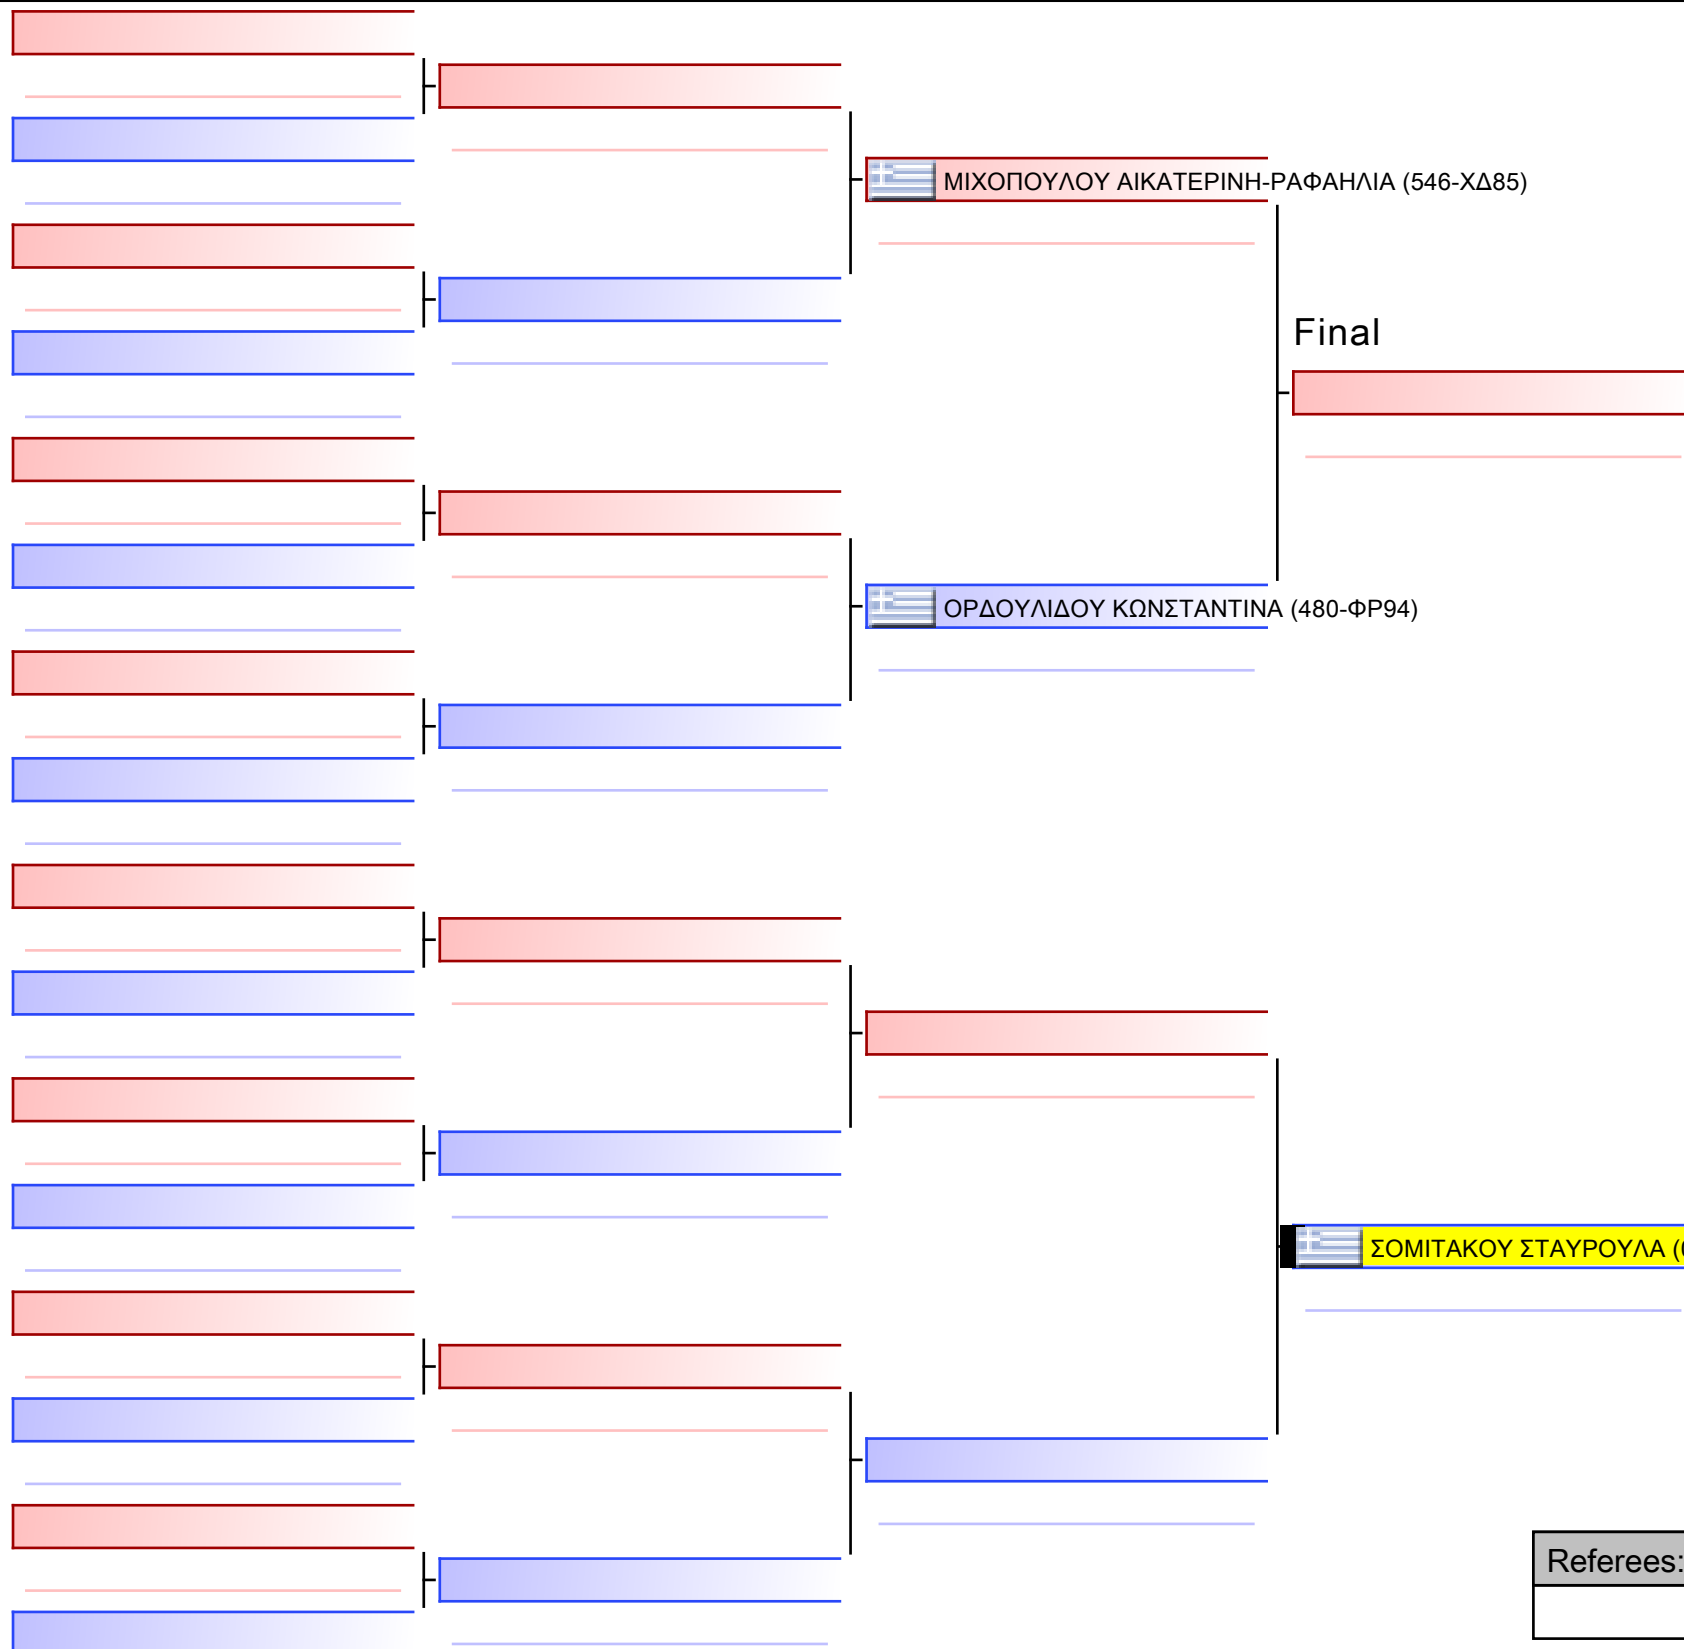 ΜΙΧΟΠΟΥΛΟΥ ΑΙΚΑΤΕΡΙΝΗ-ΡΑΦΑΗΛΙΑ (546-ΧΔ85)
Final
ΟΡΔΟΥΛΙΔΟΥ ΚΩΝΣΤΑΝΤΙΝΑ (480-ΦΡ94)
ΣΟΜΙΤΑΚΟΥ ΣΤΑΥΡΟΥΛΑ
Referees: